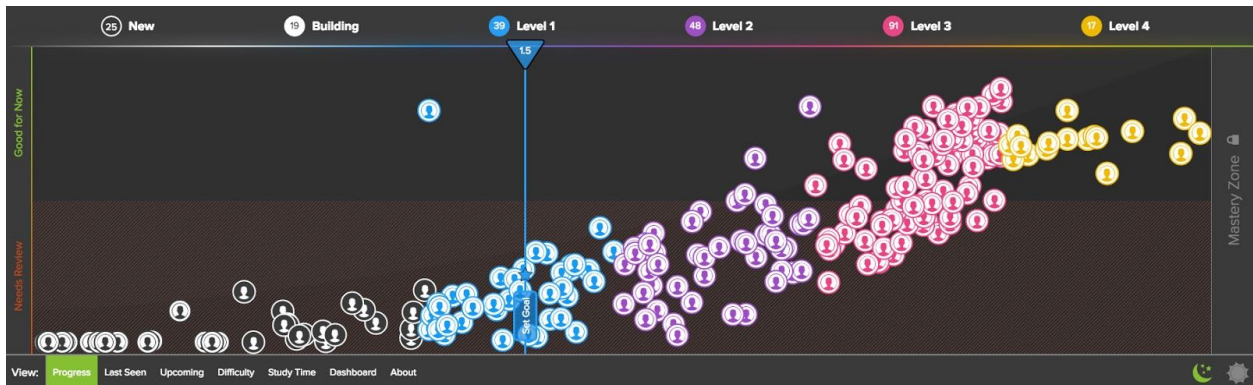 25 New 19 Building 39 Level 1 48 Level 2 91 Level 3 17 Level 4
1.5
Good for Now
Needs Review
Set Goal
Mastery Zone
View: Progress Last Seen Upcoming Difficulty Study Time Dashboard About